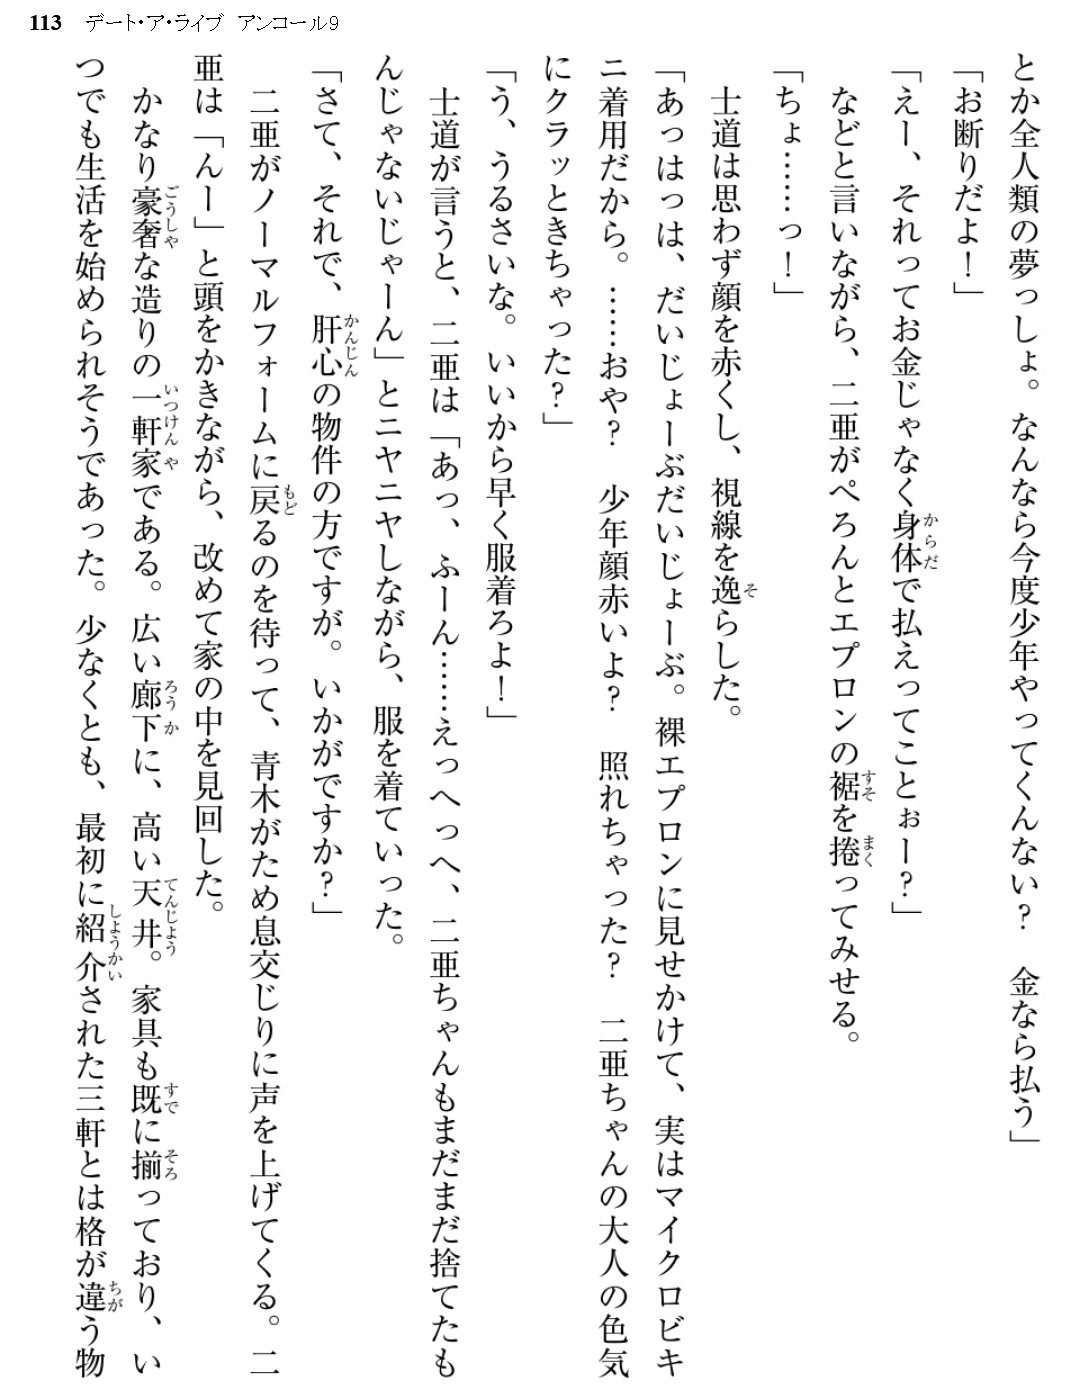 113 デート・ア・ライブ アンコール9
とか全人類の夢っしょ。なんなら今度少年やってくんない？　金なら払う」
「お断りだよ！」
「えー、それってお金じゃなく身体で払えってことぉー？」
などと言いながら、二亜がぺろんとエプロンの裾を捲ってみせる。
「ちょ……っ！」
士道は思わず顔を赤くし、視線を逸らした。
「あっはっは、だいじょーぶだいじょーぶ。裸エプロンに見せかけて、実はマイクロビキ
ニ着用だから。……おや？　少年顔赤いよ？　照れちゃった？　二亜ちゃんの大人の色気
にクラッときちゃった？」
「う、うるさいな。いいから早く服着ろよ！」
士道が言うと、二亜は「あっ、ふーん……えっへっへ、二亜ちゃんもまだまだ捨てたも
んじゃないじゃーん」とニヤニヤしながら、服を着ていった。
「さて、それで、肝心の物件の方ですが。いかがですか？」
二亜がノーマルフォームに戻るのを待って、青木がため息交じりに声を上げてくる。二
亜は「んー」と頭をかきながら、改めて家の中を見回した。
かなり豪奢な造りの一軒家である。広い廊下に、高い天井。家具も既に揃っており、い
つでも生活を始められそうであった。少なくとも、最初に紹介された三軒とは格が違う物